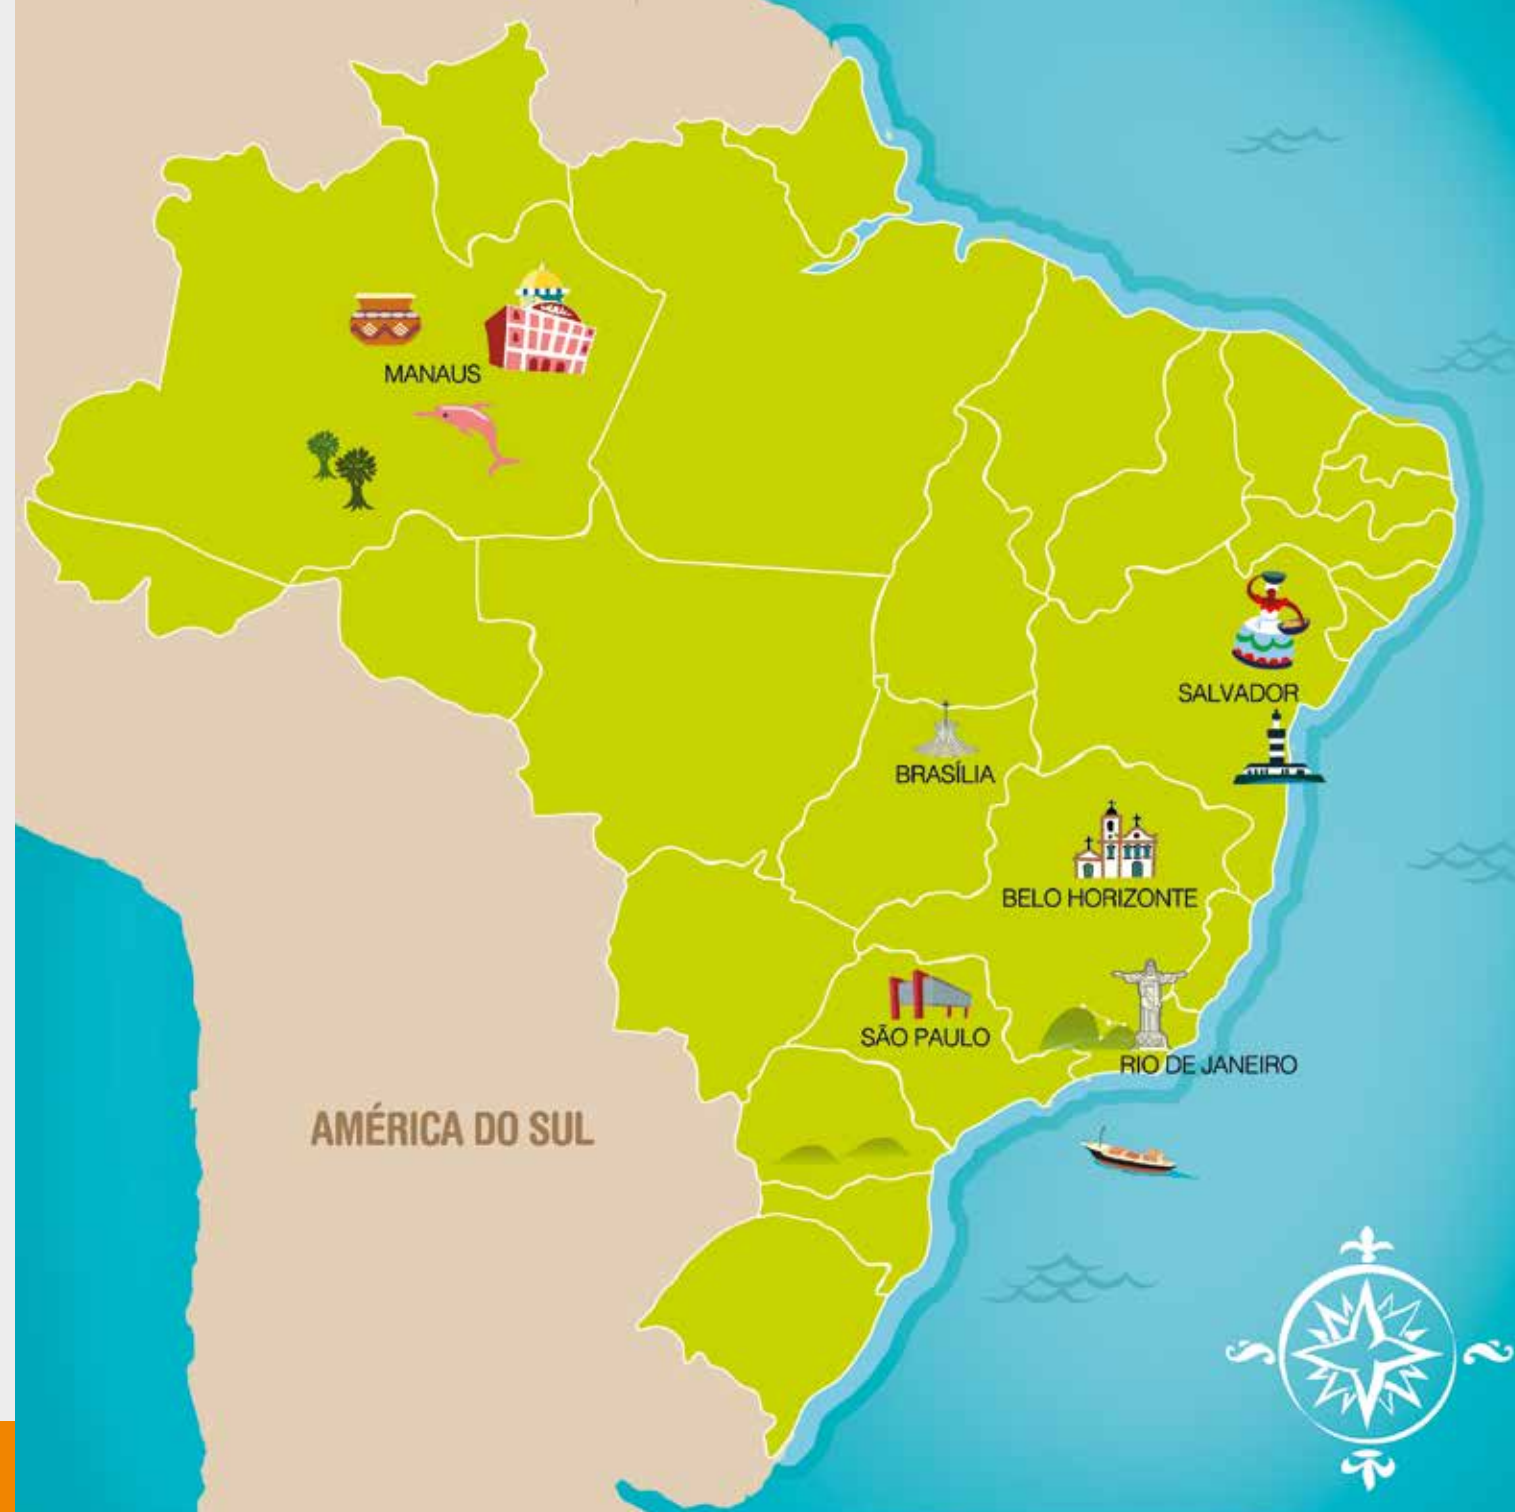 MANAUS
SALVADOR
BRASÍLIA
BELO HORIZONTE
SÃO PAULO
RIO DE JANEIRO
AMÉRICA DO SUL